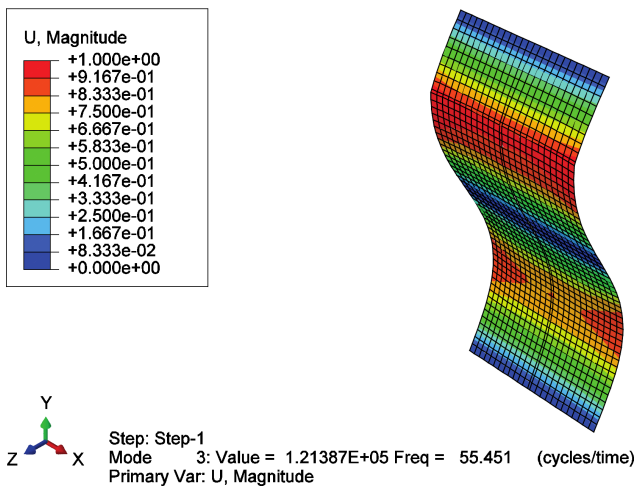 U, Magnitude
+1.000e+00
+9.167e-01
+8.333e-01
+7.500e-01
+6.667e-01
+5.833e-01
+5.000e-01
+4.167e-01
+3.333e-01
+2.500e-01
+1.667e-01
+8.333e-02
+0.000e+00
Y
Z X
Step: Step-1
Mode 3: Value = 1.21387E+05 Freq = 55.451 (cycles/time)
Primary Var: U, Magnitude